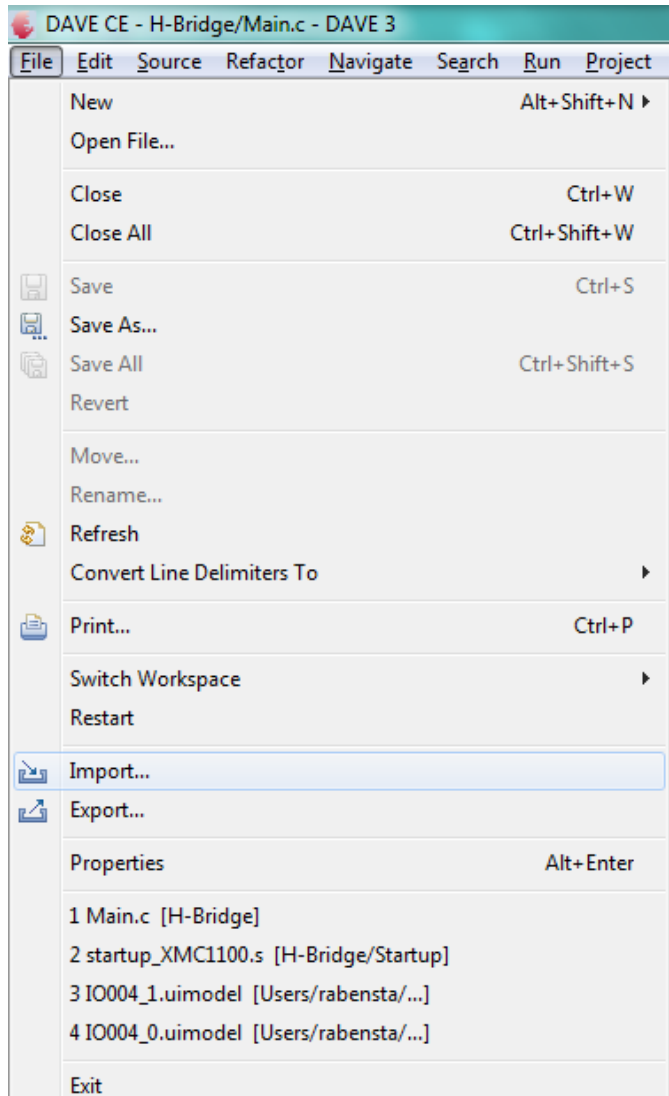 DAVE CE - H-Bridge/Main.c - DAVE 3
File Edit Source Refactor Navigate Search Run Project
New Alt+Shift+N
Open File...
Close Ctrl+W
Close All Ctrl+Shift+W
Save Ctrl+S
Save As...
Save All Ctrl+Shift+S
Revert
Move...
Rename...
Refresh
Convert Line Delimiters To
Print... Ctrl+P
Switch Workspace
Restart
Import...
Export...
Properties Alt+Enter
1 Main.c [H-Bridge]
2 startup_XMC1100.s [H-Bridge/Startup]
3 IO004_1.uimodel [Users/rabensta/...]
4 IO004_0.uimodel [Users/rabensta/...]
Exit